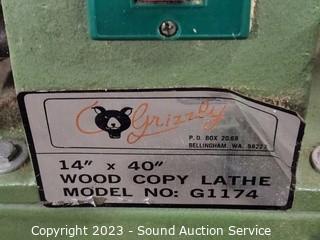 Grizzly
P.O. BOX 2069
BELLINGHAM, WA. 98227
14" x 40"
WOOD COPY LATHE
MODEL NO: G1174
Copyright © 2023 - Sound Auction Service